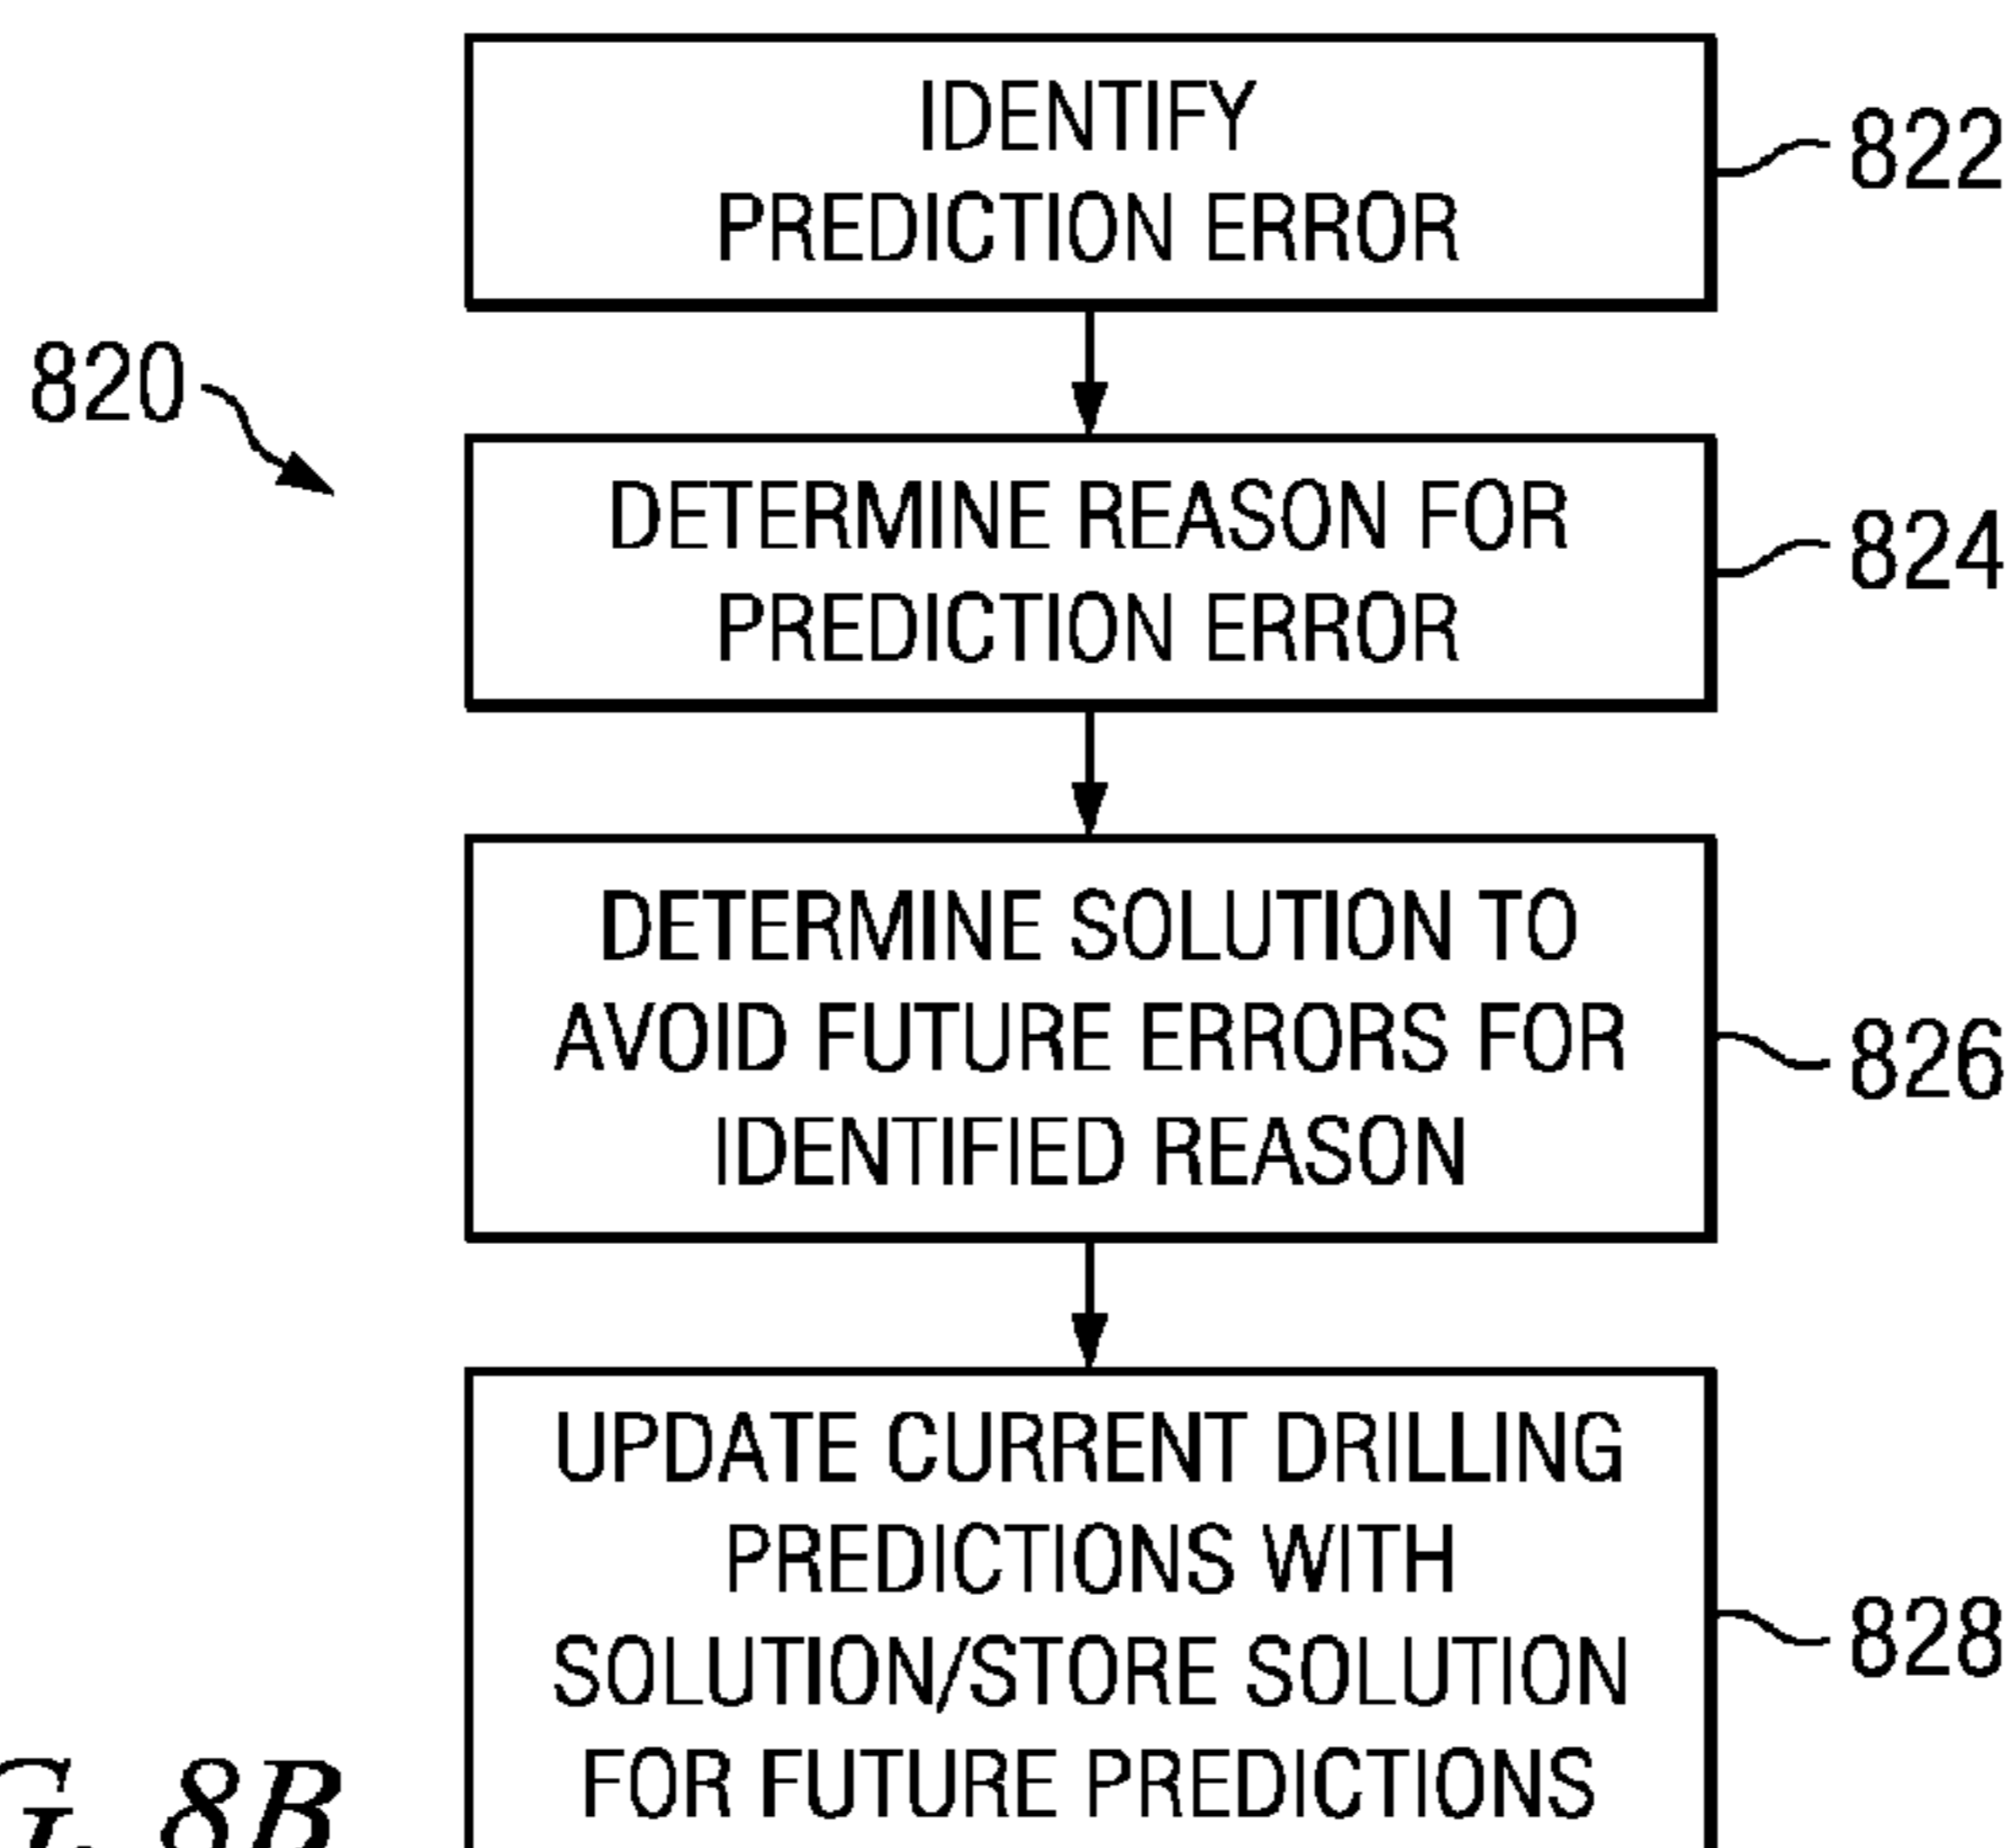 IDENTIFY
PREDICTION ERROR
822
820
DETERMINE REASON FOR
PREDICTION ERROR
824
DETERMINE SOLUTION TO
AVOID FUTURE ERRORS FOR
IDENTIFIED REASON
826
UPDATE CURRENT DRILLING
PREDICTIONS WITH
SOLUTION/STORE SOLUTION
FOR FUTURE PREDICTIONS
828
G. 8B